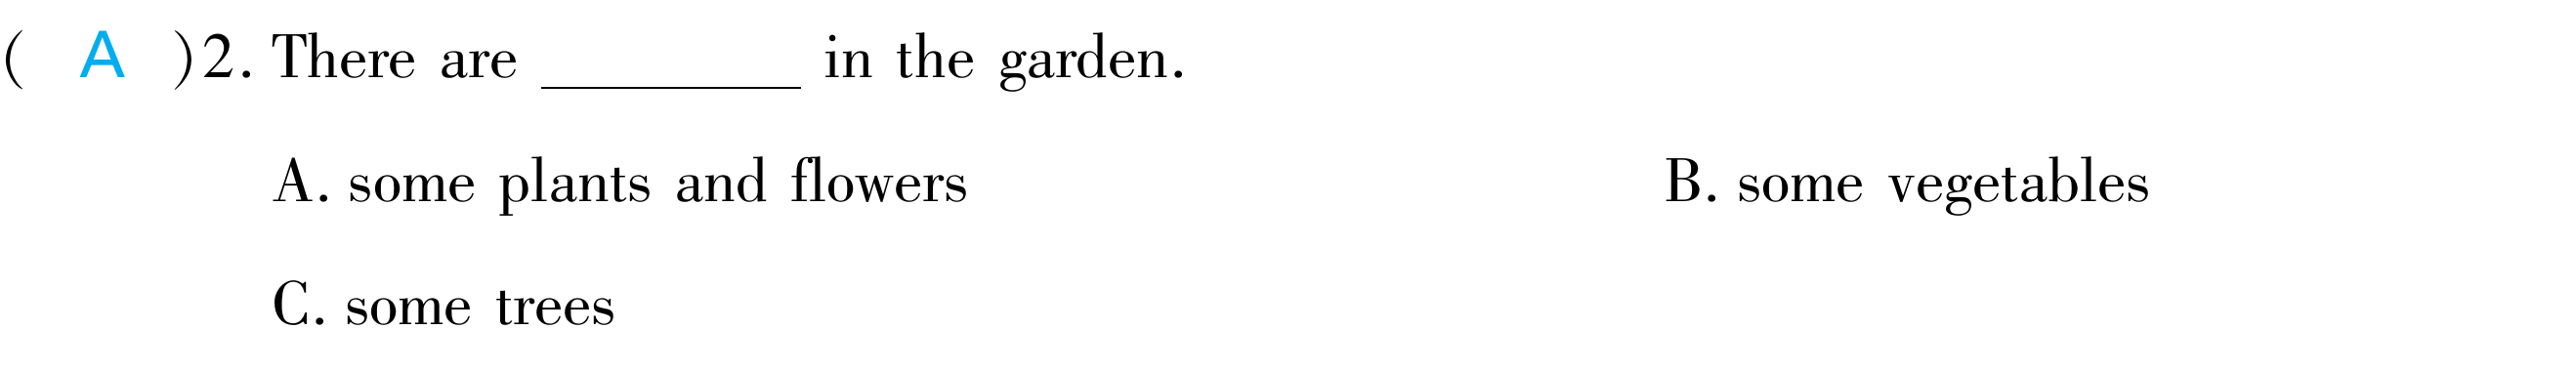 ( A )2. There are ________ in the garden.
A. some plants and flowers B. some vegetables
C. some trees